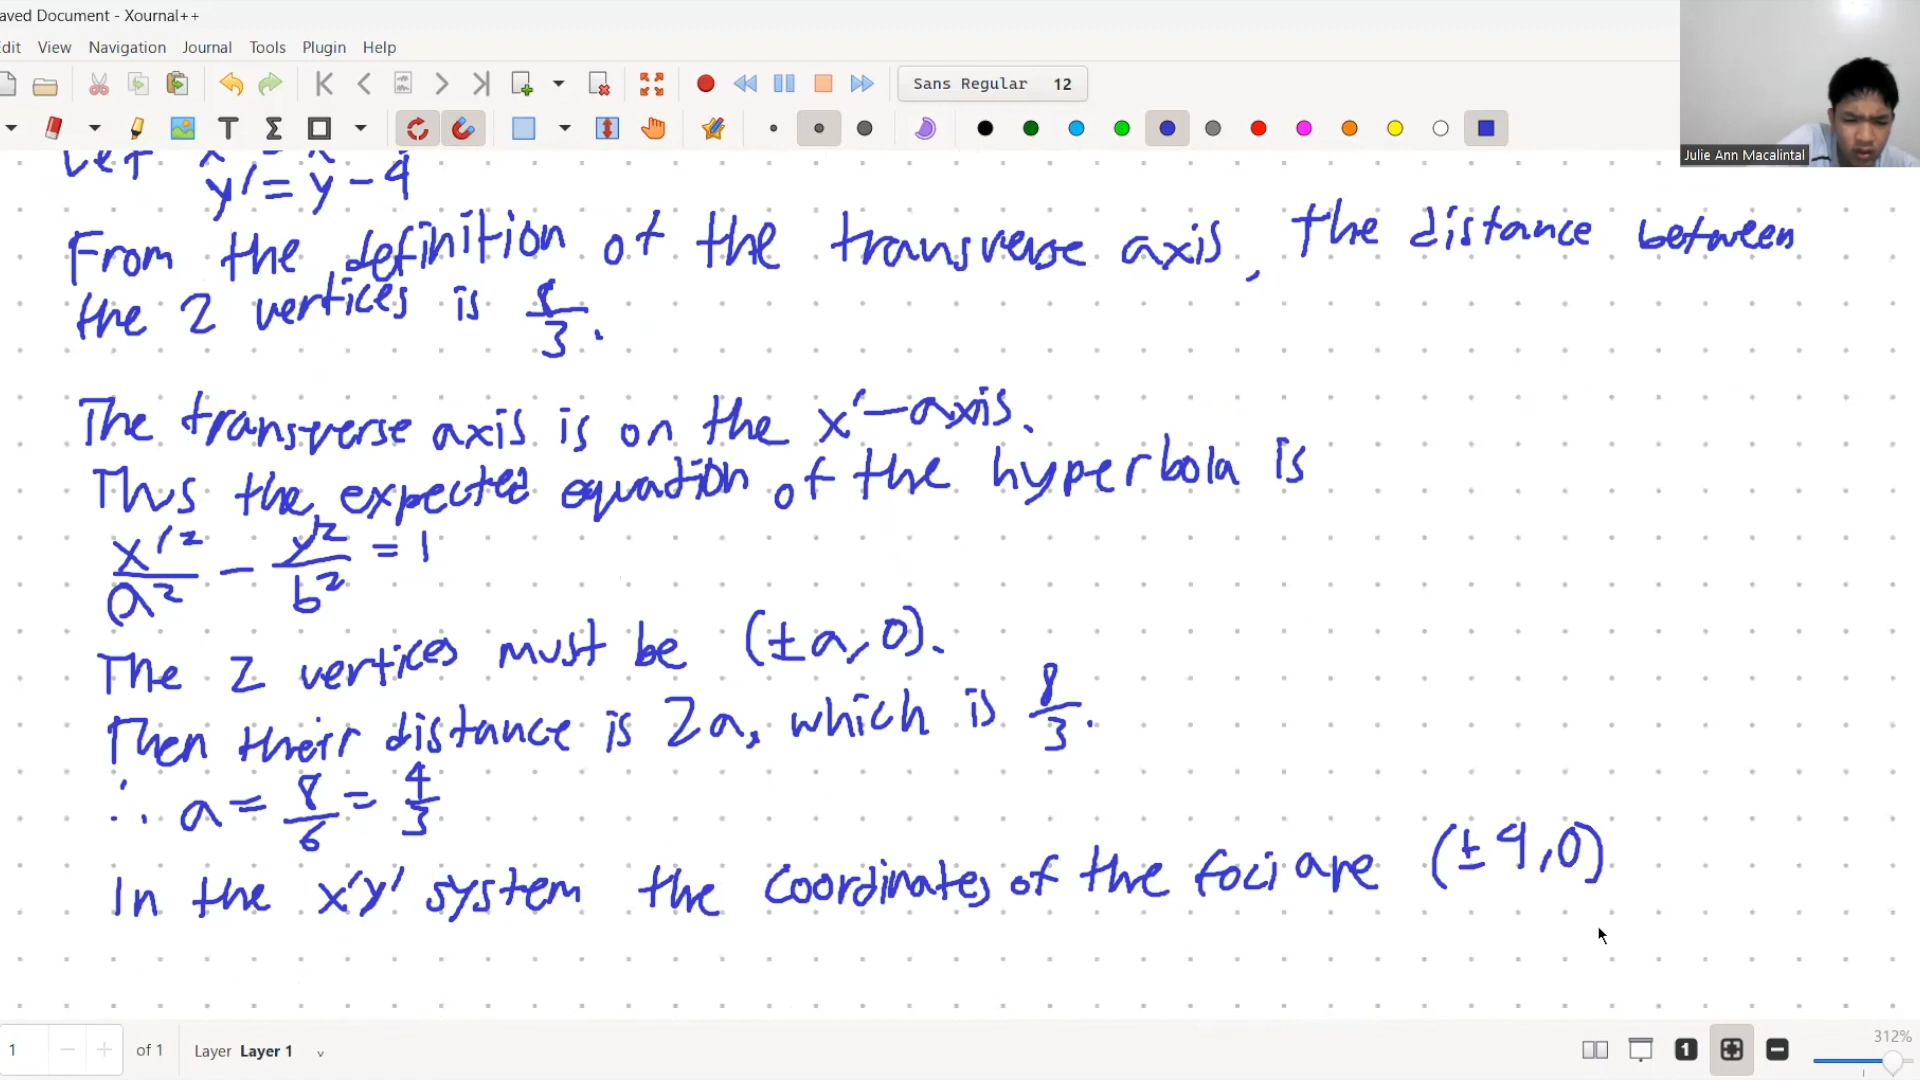 aved Document - Xournal++
dit View Navigation Journal Tools Plugin Help
Sans Regular 12
Julie Ann Macalintal
Let x' = x
y' = y - 4
From the definition of the transverse axis, the distance between
the 2 vertices is 8/3.
The transverse axis is on the x'-axis.
Thus the expected equation of the hyperbola is
x'²/a² - y'²/b² = 1
The 2 vertices must be (±a, 0).
Then their distance is 2a, which is 8/3.
∴ a = 8/6 = 4/3
In the x'y' system the coordinates of the foci are (±4, 0)
1 of 1 Layer Layer 1
1
312%